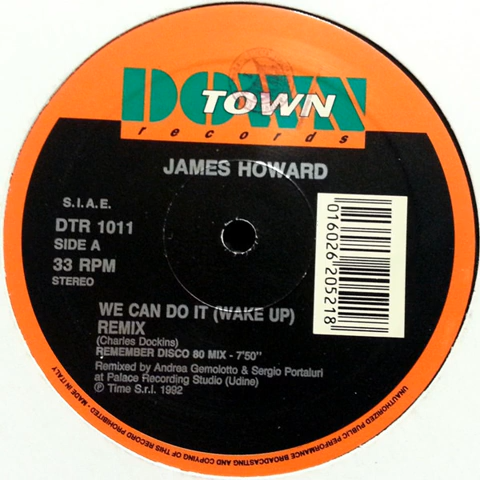 DOWN
TOWN
records
JAMES HOWARD
S.I.A.E.
DTR 1011
SIDE A
33 RPM
STEREO
016026 205218
WE CAN DO IT (WAKE UP)
REMIX
(Charles Dockins)
REMEMBER DISCO 80 MIX - 7'50"
Remixed by Andrea Gemolotto & Sergio Portaluri
at Palace Recording Studio (Udine)
℗ Time S.r.l. 1992
UNAUTHORIZED PUBLIC PERFORMANCE BROADCASTING AND COPYING OF THIS RECORD PROHIBITED - MADE IN ITALY